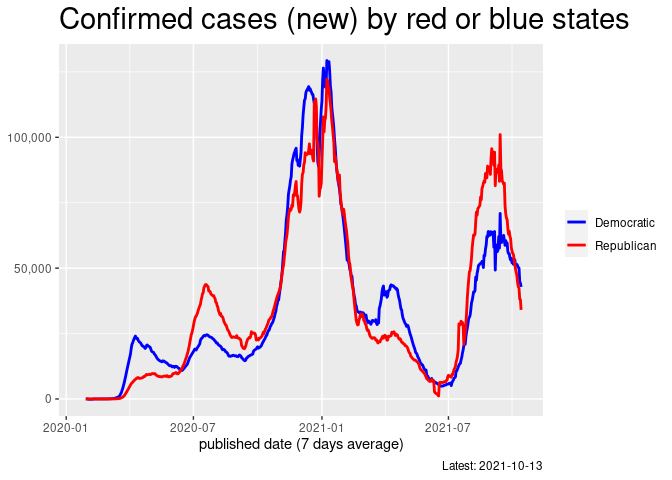 Confirmed cases (new) by red or blue states
100,000
50,000
0
2020-01
2020-07
2021-01
2021-07
published date (7 days average)
Democratic
Republican
Latest: 2021-10-13